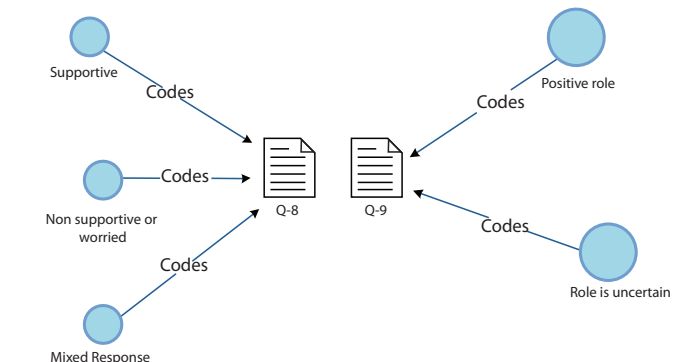 Supportive
Codes
Positive role
Codes
Codes
Non supportive or
worried
Q-8
Q-9
Codes
Codes
Role is uncertain
Mixed Response